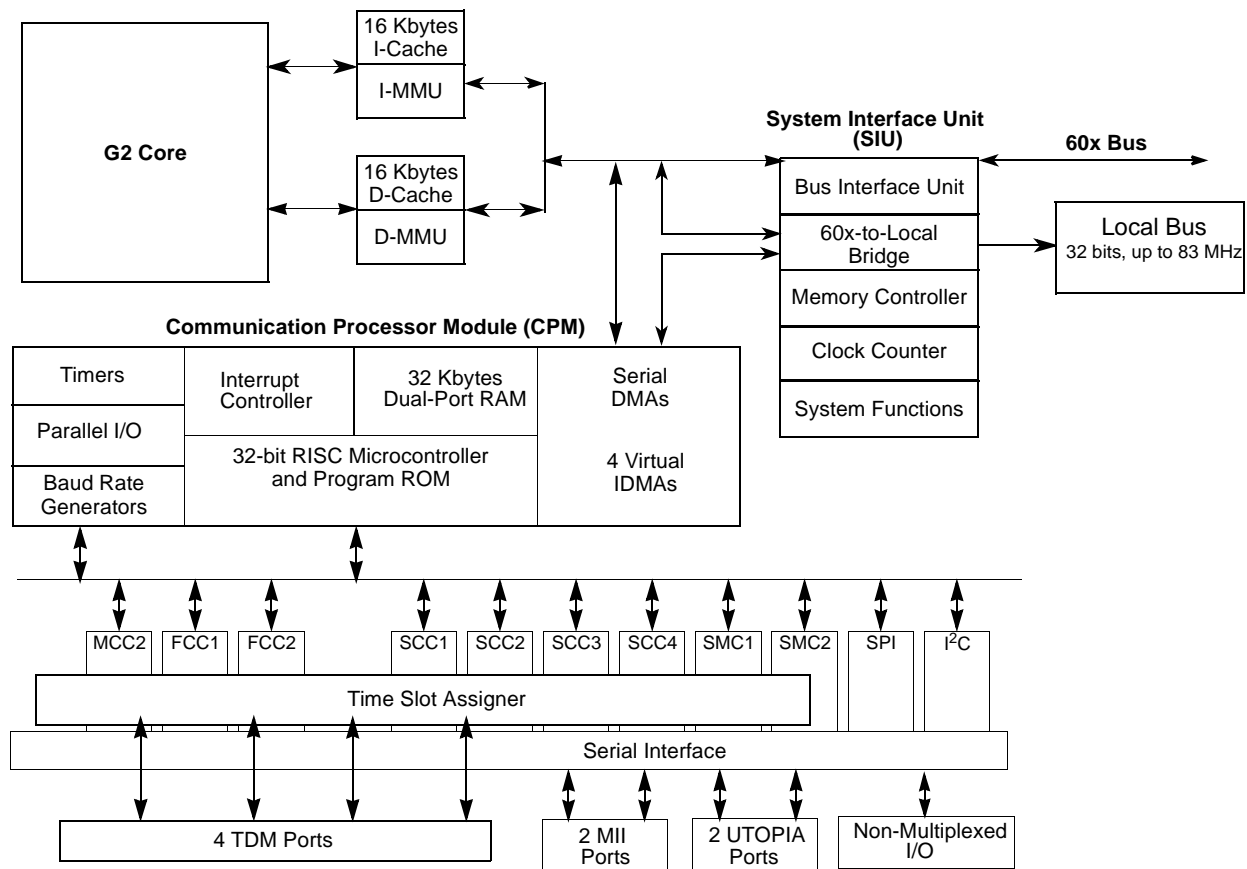 16 Kbytes
I-Cache
I-MMU
G2 Core
16 Kbytes
D-Cache
D-MMU
System Interface Unit
(SIU)
60x Bus
Bus Interface Unit
60x-to-Local
Bridge
Memory Controller
Clock Counter
System Functions
Local Bus
32 bits, up to 83 MHz
Communication Processor Module (CPM)
Timers
Parallel I/O
Baud Rate
Generators
Interrupt
Controller
32 Kbytes
Dual-Port RAM
32-bit RISC Microcontroller
and Program ROM
Serial
DMAs
4 Virtual
IDMAs
MCC2 FCC1 FCC2 SCC1 SCC2 SCC3 SCC4 SMC1 SMC2 SPI I²C
Time Slot Assigner
Serial Interface
4 TDM Ports
2 MII
Ports
2 UTOPIA
Ports
Non-Multiplexed
I/O